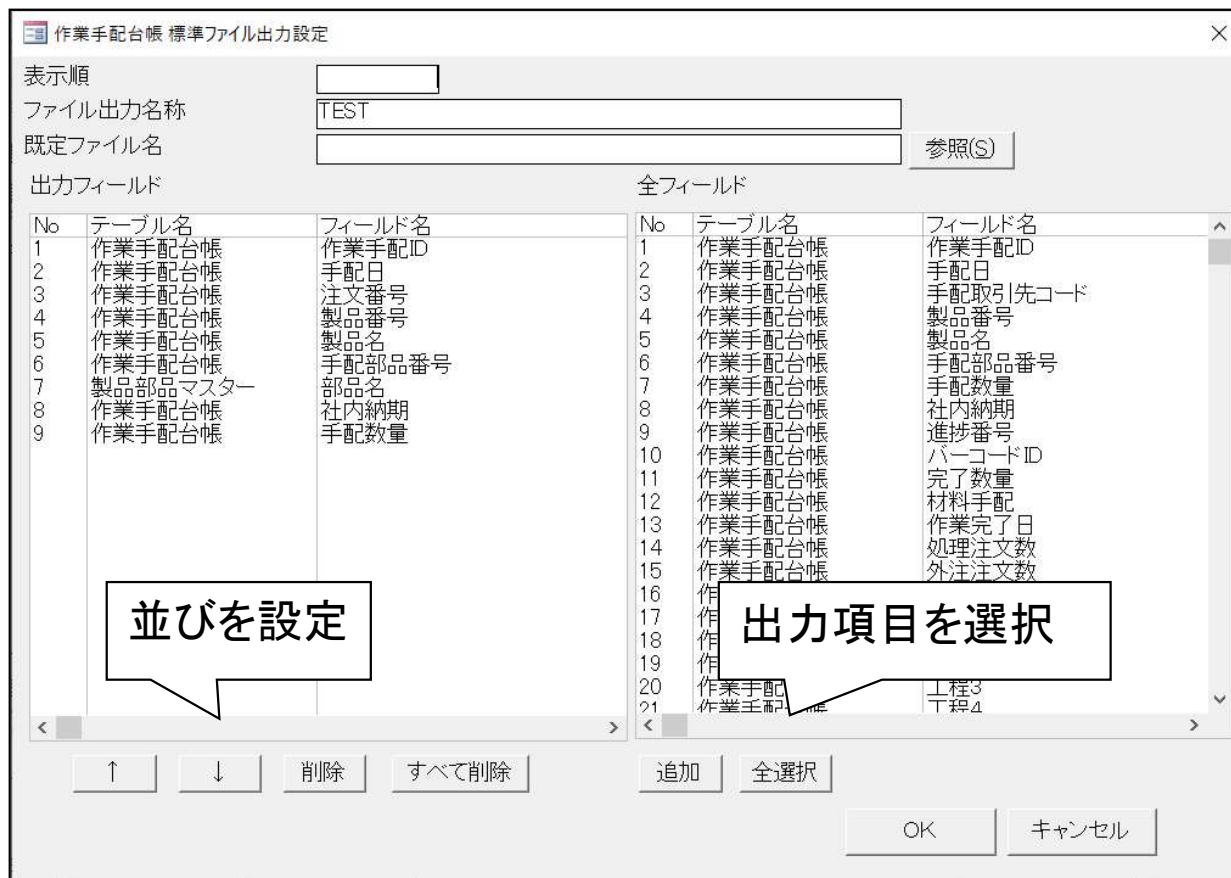 作業手配台帳 標準ファイル出力設定
表示順
ファイル出力名称 TEST
既定ファイル名 参照(S)
出力フィールド
No テーブル名 フィールド名
1 作業手配台帳 作業手配ID
2 作業手配台帳 手配日
3 作業手配台帳 注文番号
4 作業手配台帳 製品番号
5 作業手配台帳 製品名
6 作業手配台帳 手配部品番号
7 製品部品マスター 部品名
8 作業手配台帳 社内納期
9 作業手配台帳 手配数量
並びを設定
↑ ↓ 削除 すべて削除
全フィールド
No テーブル名 フィールド名
1 作業手配台帳 作業手配ID
2 作業手配台帳 手配日
3 作業手配台帳 手配取引先コード
4 作業手配台帳 製品番号
5 作業手配台帳 製品名
6 作業手配台帳 手配部品番号
7 作業手配台帳 手配数量
8 作業手配台帳 社内納期
9 作業手配台帳 進捗番号
10 作業手配台帳 バーコードID
11 作業手配台帳 完了数量
12 作業手配台帳 材料手配
13 作業手配台帳 作業完了日
14 作業手配台帳 処理注文数
15 作業手配台帳 外注注文数
16 作
17 作
18 作
19 作
20 作業手配 工程3
21 作業手配台帳 工程4
出力項目を選択
追加 全選択
OK キャンセル